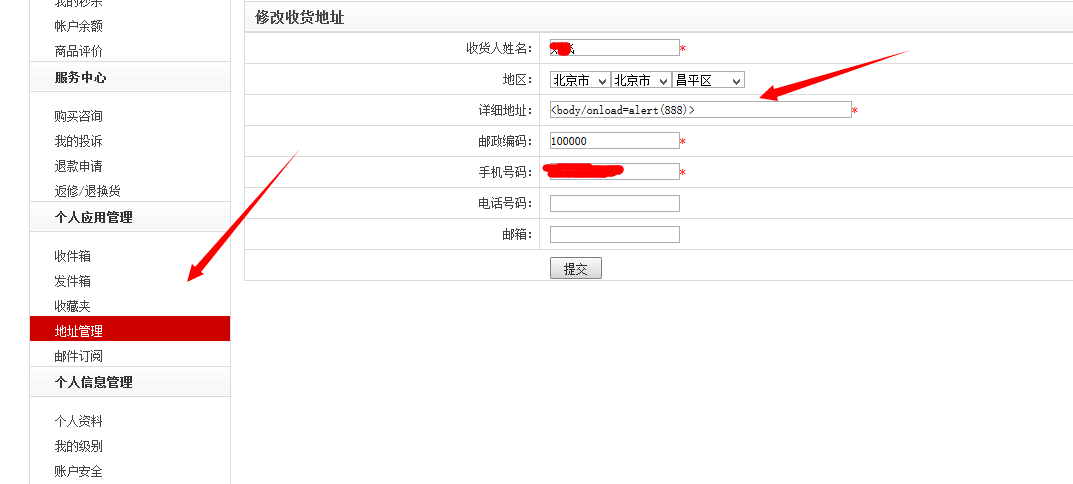 帐户余额
商品评价
服务中心
购买咨询
我的投诉
退款申请
返修/退换货
个人应用管理
收件箱
发件箱
收藏夹
地址管理
邮件订阅
个人信息管理
个人资料
我的级别
账户安全
修改收货地址
收货人姓名: *
地区: 北京市 北京市 昌平区
详细地址: <body/onload=alert(888)> *
邮政编码: 100000 *
手机号码: *
电话号码:
邮箱:
提交